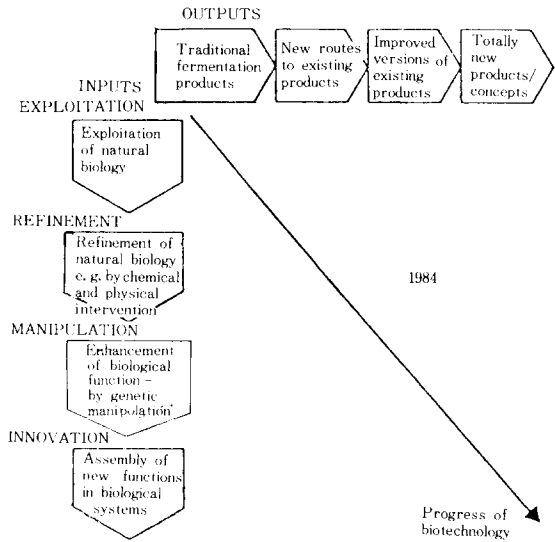 OUTPUTS
Traditional
fermentation
products
New routes
to existing
products
Improved
versions of
existing
products
Totally
new
products/
concepts
INPUTS
EXPLOITATION
Exploitation
of natural
biology
REFINEMENT
Refinement of
natural biology
e. g. by chemical
and physical
intervention
1984
MANIPULATION
Enhancement
of biological
function –
by genetic
manipulation
INNOVATION
Assembly of
new functions
in biological
systems
Progress of
biotechnology